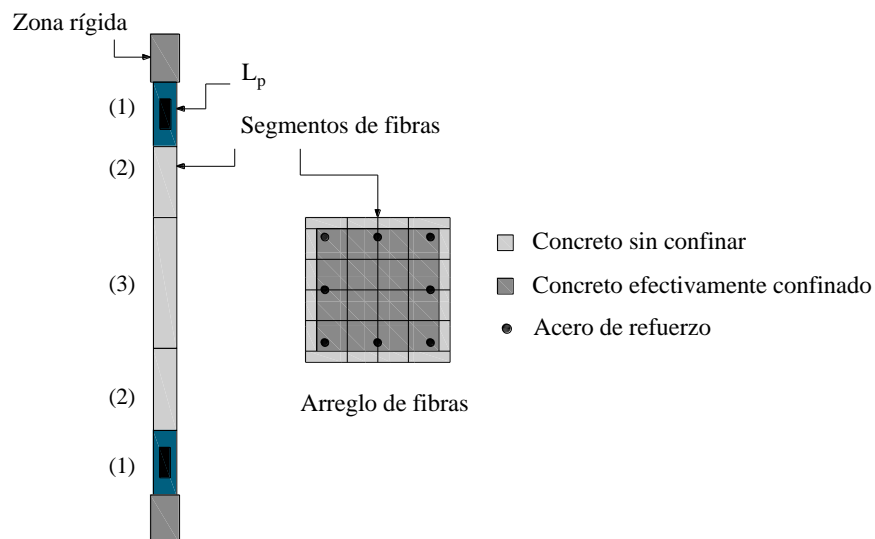 Zona rígida
Lp
(1)
Segmentos de fibras
(2)
Concreto sin confinar
(3)
Concreto efectivamente confinado
Acero de refuerzo
(2)
Arreglo de fibras
(1)